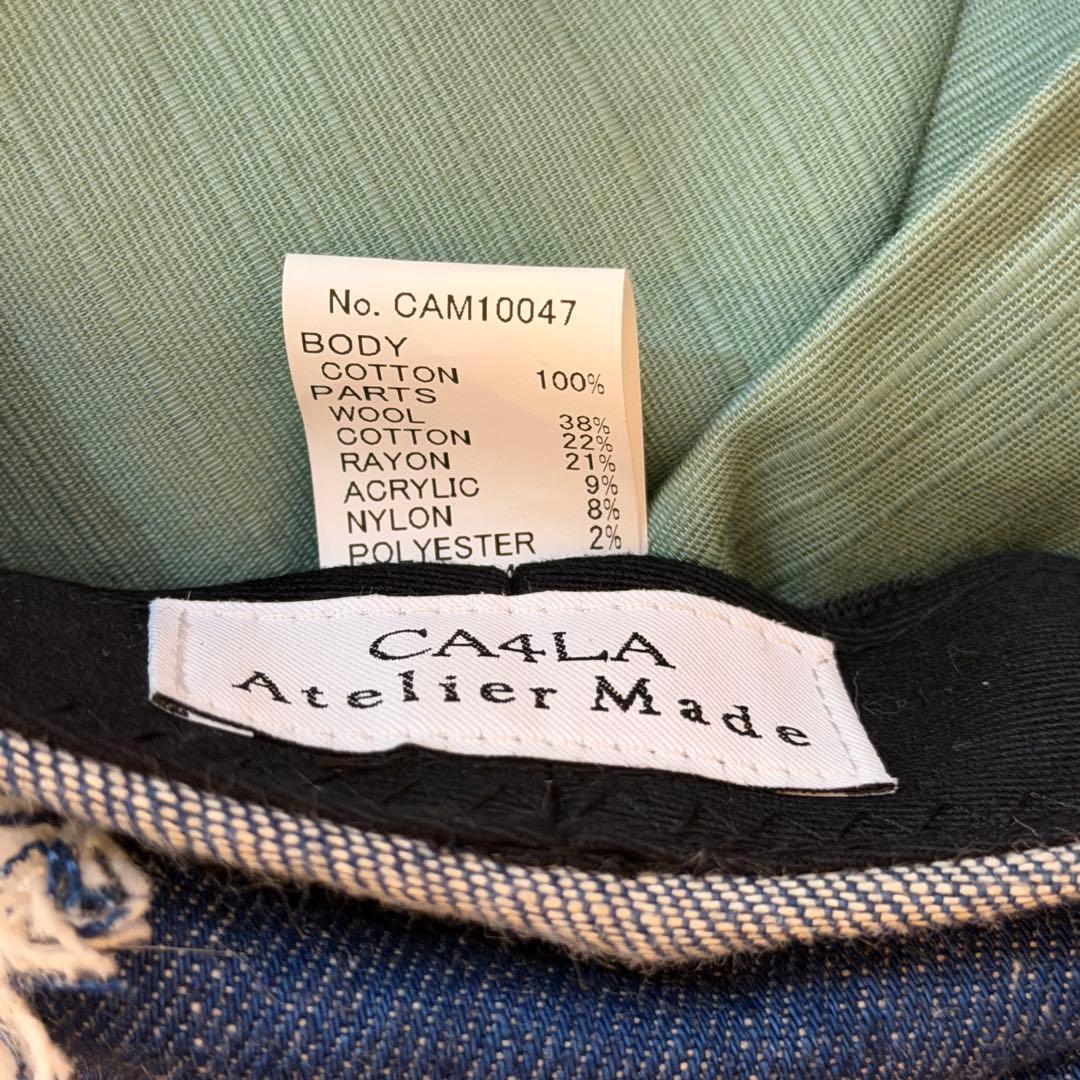 No. CAM10047
BODY
COTTON 100%
PARTS
WOOL 38%
COTTON 22%
RAYON 21%
ACRYLIC 9%
NYLON 8%
POLYESTER 2%
CA4LA
Atelier Made